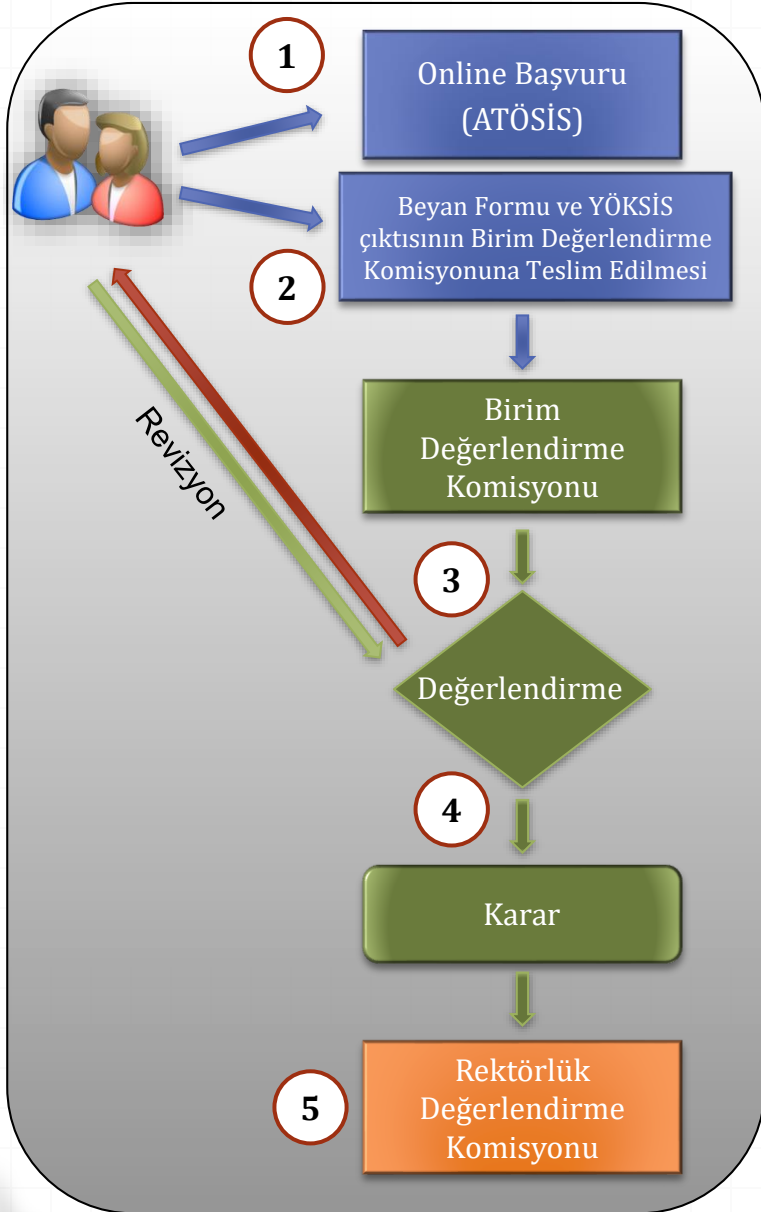 1
Online Başvuru
(ATÖSİS)
Beyan Formu ve YÖKSİS
çıktısının Birim Değerlendirme
Komisyonuna Teslim Edilmesi
2
Birim
Değerlendirme
Komisyonu
Revizyon
3
Değerlendirme
4
Karar
5
Rektörlük
Değerlendirme
Komisyonu